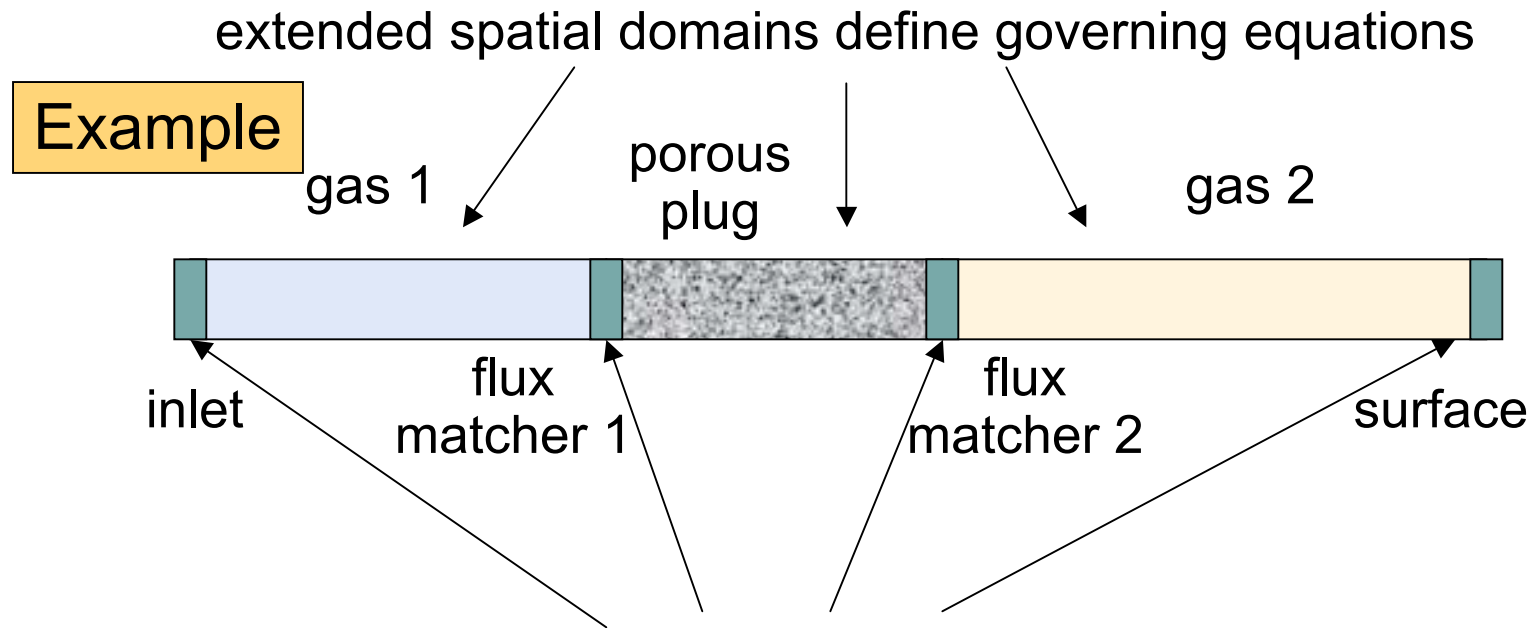 extended spatial domains define governing equations
Example
gas 1
porous
plug
gas 2
inlet
flux
matcher 1
flux
matcher 2
surface